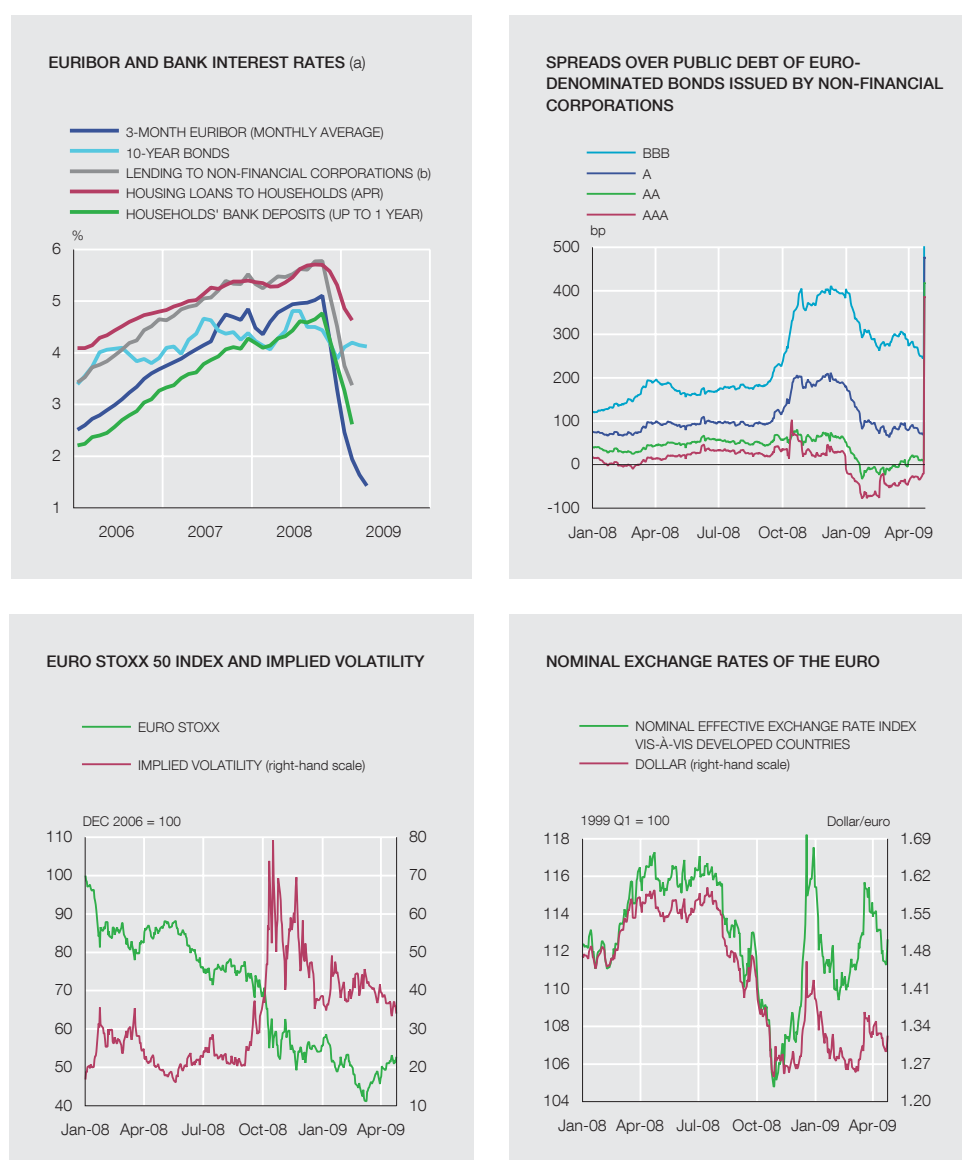 EURIBOR AND BANK INTEREST RATES (a)
3-MONTH EURIBOR (MONTHLY AVERAGE)
10-YEAR BONDS
LENDING TO NON-FINANCIAL CORPORATIONS (b)
HOUSING LOANS TO HOUSEHOLDS (APR)
HOUSEHOLDS' BANK DEPOSITS (UP TO 1 YEAR)
%
6
5
4
3
2
1
2006 2007 2008 2009
SPREADS OVER PUBLIC DEBT OF EURO-
DENOMINATED BONDS ISSUED BY NON-FINANCIAL
CORPORATIONS
BBB
A
AA
AAA
bp
500
400
300
200
100
0
-100
Jan-08 Apr-08 Jul-08 Oct-08 Jan-09 Apr-09
EURO STOXX 50 INDEX AND IMPLIED VOLATILITY
EURO STOXX
IMPLIED VOLATILITY (right-hand scale)
DEC 2006 = 100
110 80
100 70
90 60
80 50
70 40
60 30
50 20
40 10
Jan-08 Apr-08 Jul-08 Oct-08 Jan-09 Apr-09
NOMINAL EXCHANGE RATES OF THE EURO
NOMINAL EFFECTIVE EXCHANGE RATE INDEX
VIS-À-VIS DEVELOPED COUNTRIES
DOLLAR (right-hand scale)
1999 Q1 = 100 Dollar/euro
118 1.69
116 1.62
114 1.55
112 1.48
110 1.41
108 1.34
106 1.27
104 1.20
Jan-08 Apr-08 Jul-08 Oct-08 Jan-09 Apr-09